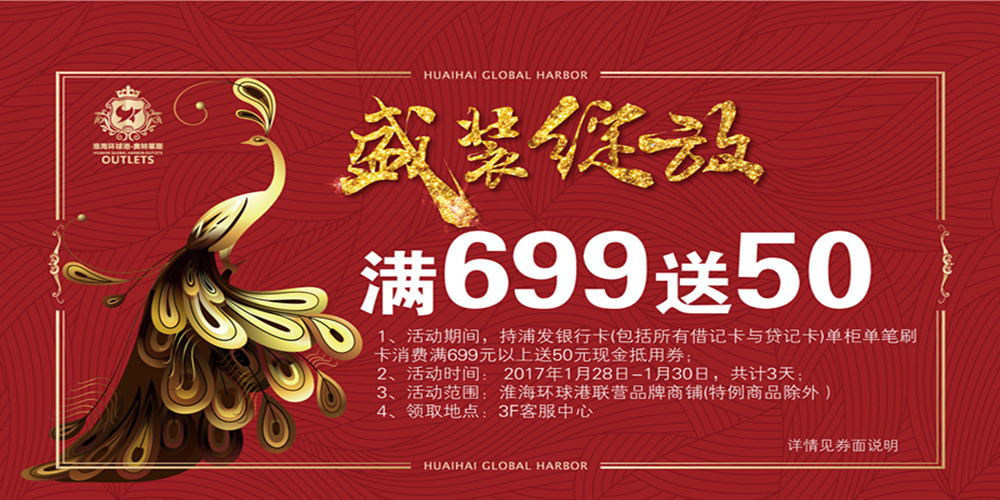 HUAIHAI GLOBAL HARBOR
淮海环球港·奥特莱斯
HUAIHAI GLOBAL HARBOR·OUTLETS
OUTLETS
盛装绽放
满699送50
1、活动期间，持浦发银行卡(包括所有借记卡与贷记卡)单柜单笔刷
卡消费满699元以上送50元现金抵用券；
2、活动时间： 2017年1月28日-1月30日，共计3天；
3、活动范围：淮海环球港联营品牌商铺(特例商品除外）
4、领取地点：3F客服中心
详情见券面说明
HUAIHAI GLOBAL HARBOR